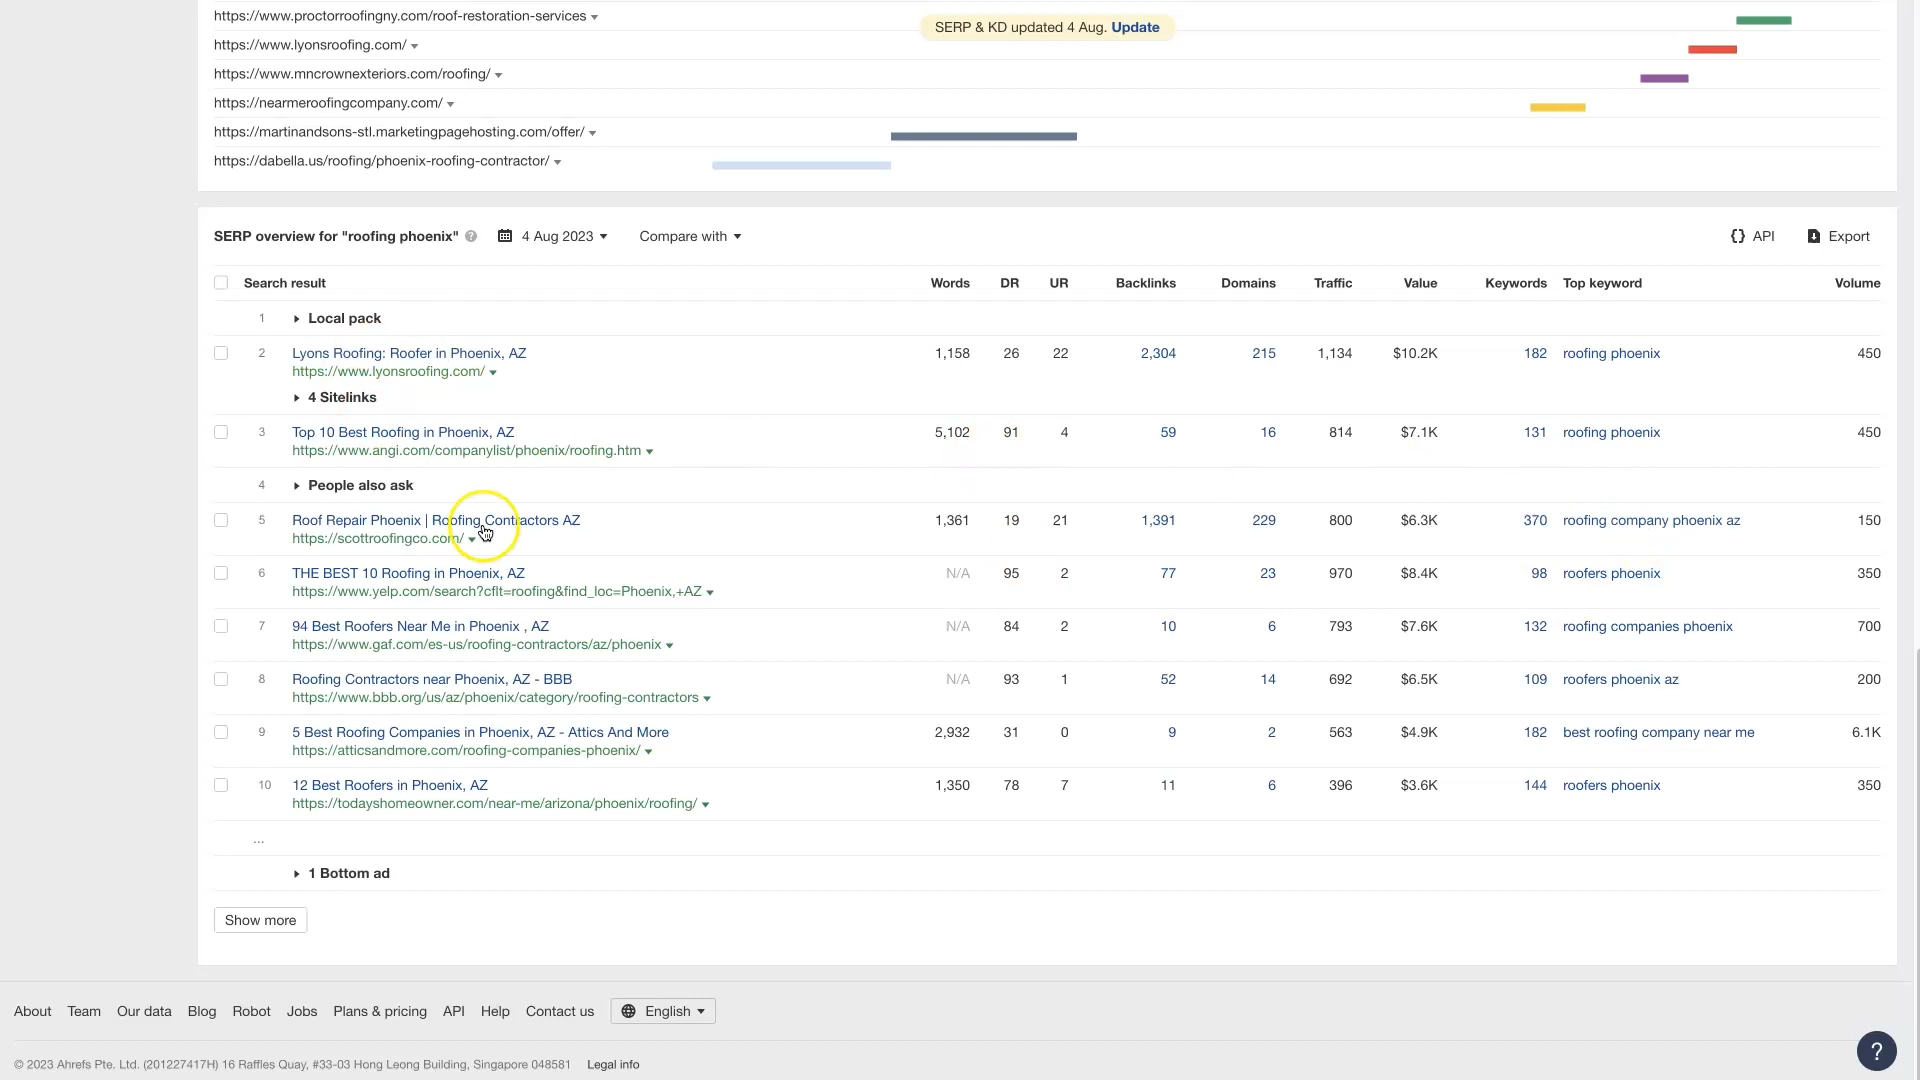 https://www.proctorroofingny.com/roof-restoration-services
SERP & KD updated 4 Aug. Update
https://www.lyonsroofing.com/
https://www.mncrownexteriors.com/roofing/
https://nearmeroofingcompany.com/
https://martinandsons-stl.marketingpagehosting.com/offer/
https://dabella.us/roofing/phoenix-roofing-contractor/
SERP overview for "roofing phoenix" ? 4 Aug 2023 Compare with {} API Export
Search result Words DR UR Backlinks Domains Traffic Value Keywords Top keyword Volume
1 Local pack
2 Lyons Roofing: Roofer in Phoenix, AZ 1,158 26 22 2,304 215 1,134 $10.2K 182 roofing phoenix 450
https://www.lyonsroofing.com/
4 Sitelinks
3 Top 10 Best Roofing in Phoenix, AZ 5,102 91 4 59 16 814 $7.1K 131 roofing phoenix 450
https://www.angi.com/companylist/phoenix/roofing.htm
4 People also ask
5 Roof Repair Phoenix | Roofing Contractors AZ 1,361 19 21 1,391 229 800 $6.3K 370 roofing company phoenix az 150
https://scottroofingco.com/
6 THE BEST 10 Roofing in Phoenix, AZ N/A 95 2 77 23 970 $8.4K 98 roofers phoenix 350
https://www.yelp.com/search?cflt=roofing&find_loc=Phoenix,+AZ
7 94 Best Roofers Near Me in Phoenix , AZ N/A 84 2 10 6 793 $7.6K 132 roofing companies phoenix 700
https://www.gaf.com/es-us/roofing-contractors/az/phoenix
8 Roofing Contractors near Phoenix, AZ - BBB N/A 93 1 52 14 692 $6.5K 109 roofers phoenix az 200
https://www.bbb.org/us/az/phoenix/category/roofing-contractors
9 5 Best Roofing Companies in Phoenix, AZ - Attics And More 2,932 31 0 9 2 563 $4.9K 182 best roofing company near me 6.1K
https://atticsandmore.com/roofing-companies-phoenix/
10 12 Best Roofers in Phoenix, AZ 1,350 78 7 11 6 396 $3.6K 144 roofers phoenix 350
https://todayshomeowner.com/near-me/arizona/phoenix/roofing/
...
1 Bottom ad
Show more
About Team Our data Blog Robot Jobs Plans & pricing API Help Contact us English
© 2023 Ahrefs Pte. Ltd. (201227417H) 16 Raffles Quay, #33-03 Hong Leong Building, Singapore 048581 Legal info
?